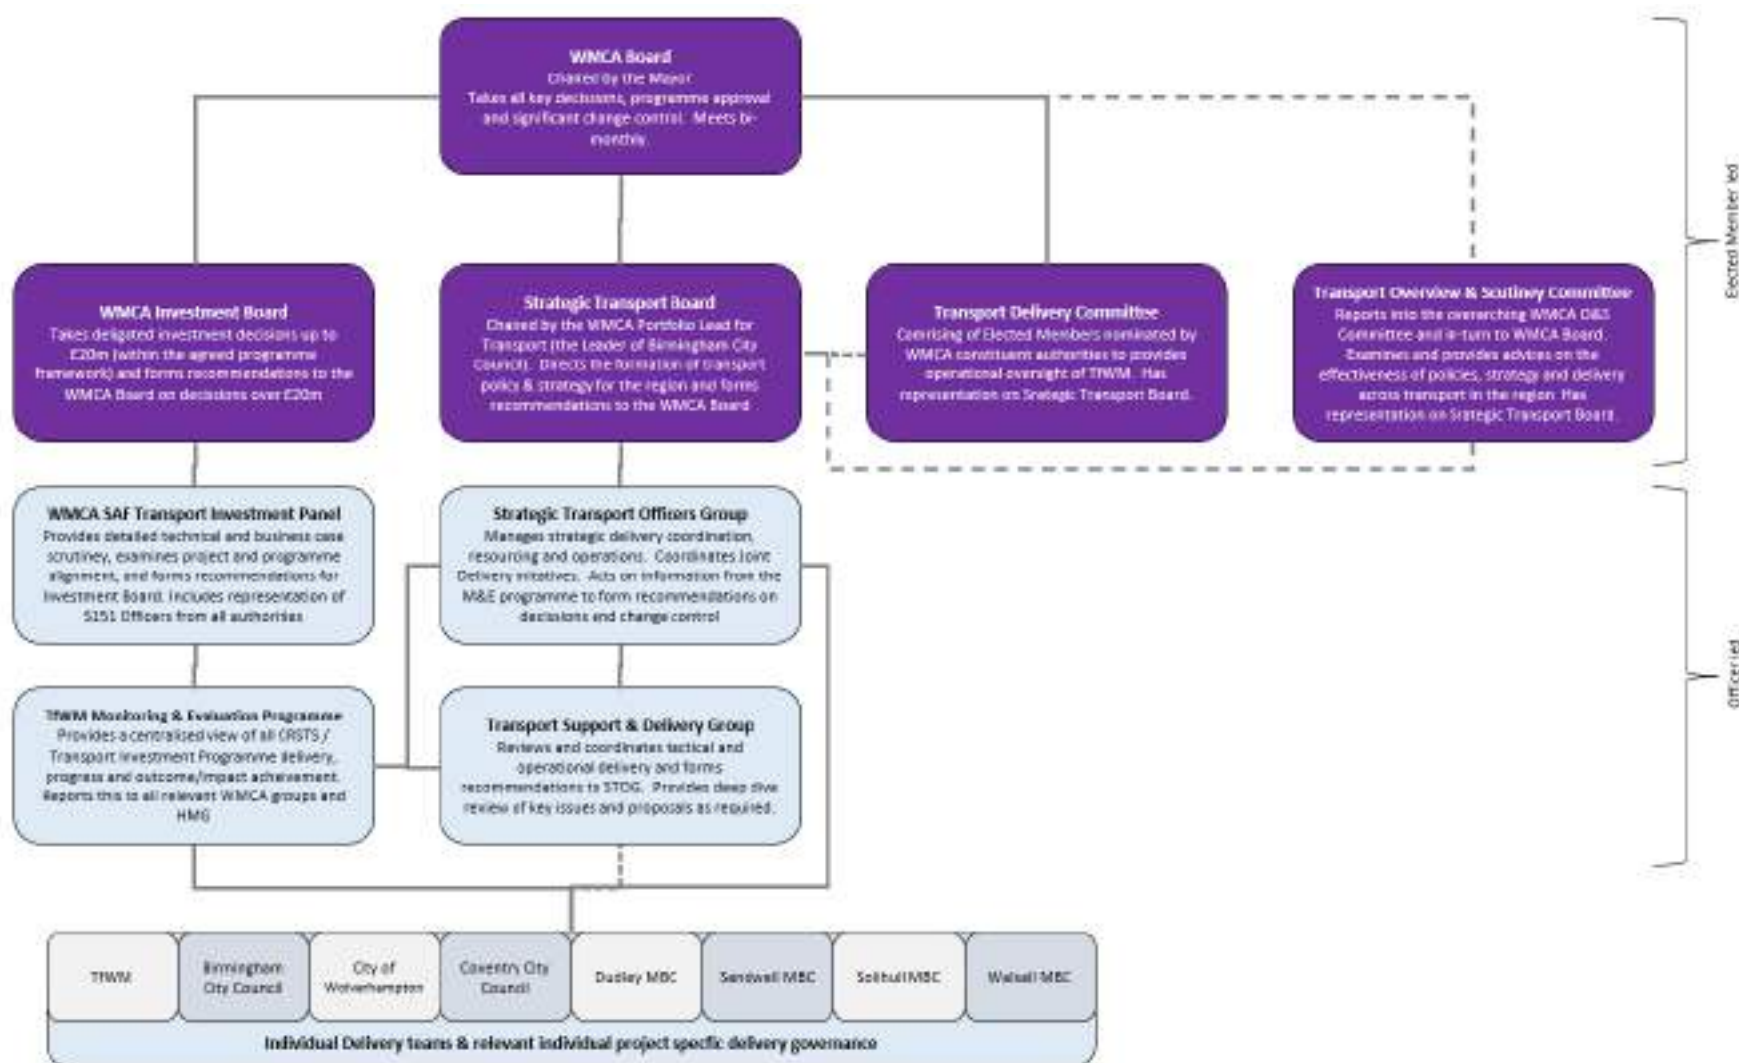 WMCA Board
Chaired by the Mayor
Takes all key decisions, programme approval
and significant change control. Meets bi-
monthly.
Elected Member led
WMCA Investment Board
Takes deligated investment decisions up to
£20m (within the agreed programme
framework) and forms recommendations to the
WMCA Board on decisions over £20m
Strategic Transport Board
Chaired by the WMCA Portfolio Lead for
Transport (the Leader of Birmingham City
Council). Directs the formation of transport
policy & strategy for the region and forms
recommendations to the WMCA Board
Transport Delivery Committee
Comrising of Elected Members nominated by
WMCA constituent authorities to provides
operational oversight of TfWM. Has
representation on Srategic Transport Board.
Transport Overview & Scutiney Committee
Reports into the overarching WMCA O&S
Committee and in-turn to WMCA Board.
Examines and provides advices on the
effectiveness of policies, strategy and delivery
across transport in the region. Has
representation on Srategic Transport Board.
WMCA SAF Transport Investment Panel
Provides detailed technical and business case
scrutiney, examines project and programme
alignment, and forms recommendations for
Investment Board. Includes representation of
S151 Officers from all authorities
Strategic Transport Officers Group
Manages strategic delivery coordination,
resourcing and operations. Coordinates Joint
Delivery initatives. Acts on information from the
M&E programme to form recommendations on
decisions and change control
Officer led
TfWM Monitoring & Evaluation Programme
Provides a centralised view of all CRSTS /
Transport Investment Programme delivery,
progress and outcome/impact acheivement.
Reports this to all relevant WMCA groups and
HMG
Transport Support & Delivery Group
Reviews and coordinates tactical and
operational delivery and forms
recommendations to STOG. Provides deep dive
review of key issues and proposals as required.
TfWM
Birmingham
City Council
City of
Wolverhampton
Coventry City
Council
Dudley MBC
Sandwell MBC
Solihull MBC
Walsall MBC
Individual Delivery teams & relevant individual project specfic delivery governance